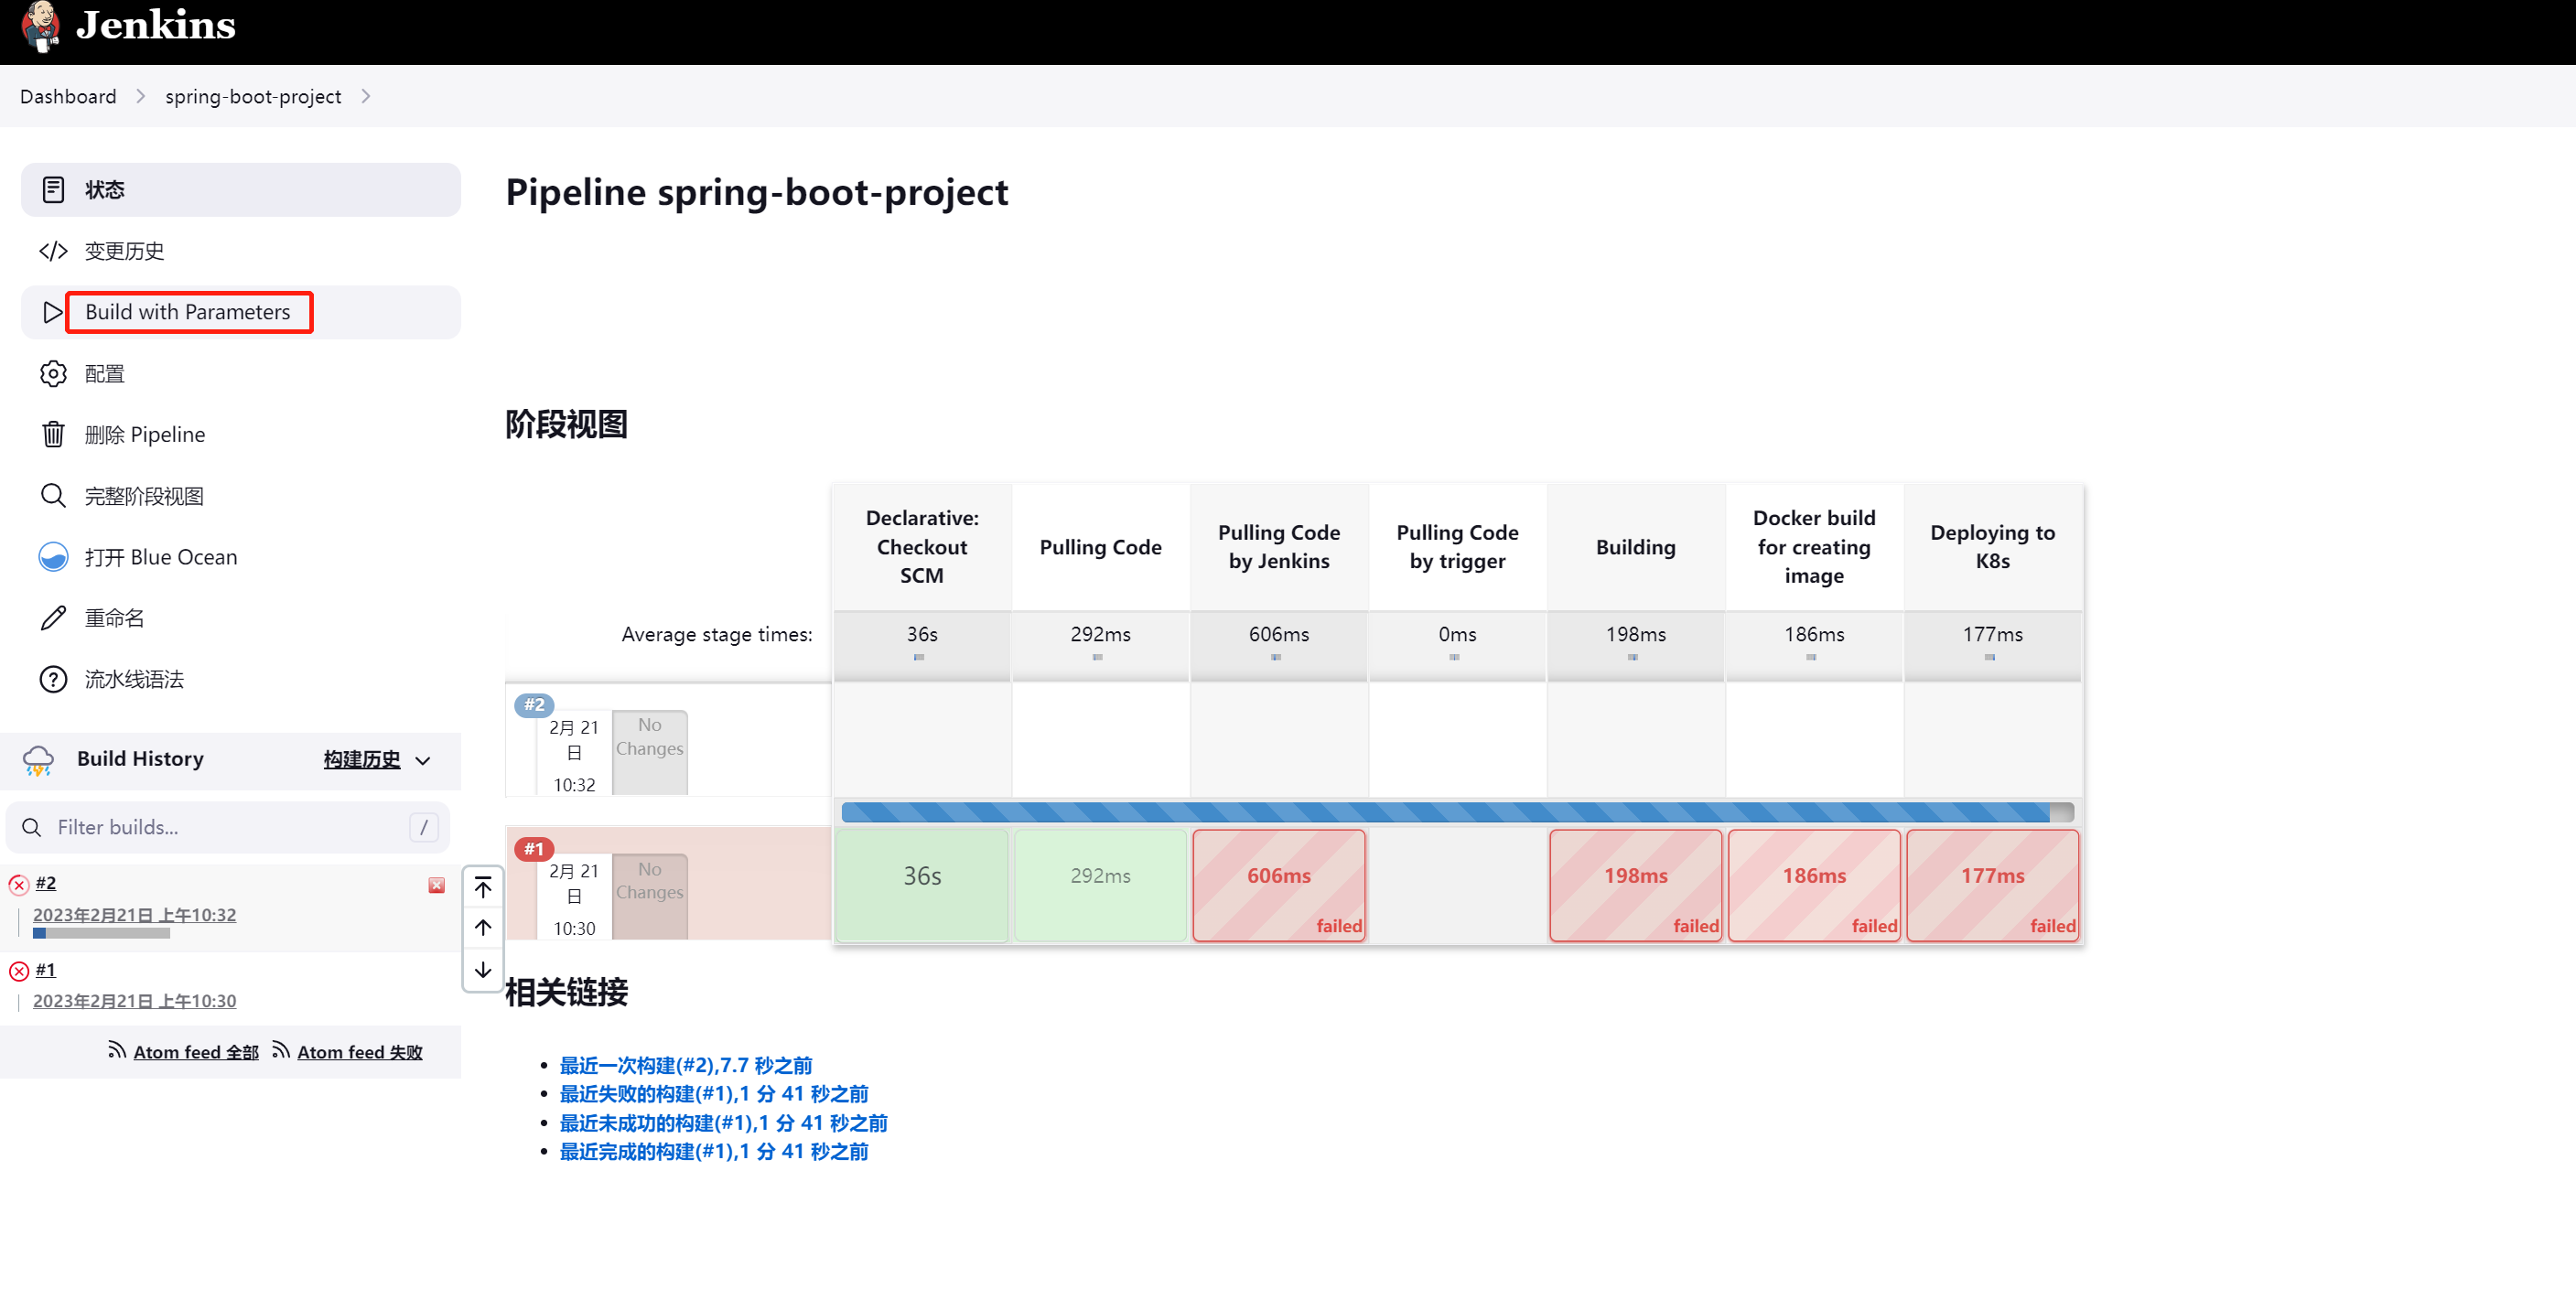 Jenkins
Dashboard
spring-boot-project
状态
变更历史
Build with Parameters
配置
删除 Pipeline
完整阶段视图
打开 Blue Ocean
重命名
流水线语法
Build History
构建历史
Filter builds...
/
#2
2023年2月21日 上午10:32
#1
2023年2月21日 上午10:30
Atom feed 全部
Atom feed 失败
Pipeline spring-boot-project
阶段视图
Declarative:
Checkout
SCM
Pulling Code
Pulling Code
by Jenkins
Pulling Code
by trigger
Building
Docker build
for creating
image
Deploying to
K8s
Average stage times:
36s
292ms
606ms
0ms
198ms
186ms
177ms
#2
2月 21
日
10:32
No
Changes
#1
2月 21
日
10:30
No
Changes
36s
292ms
606ms
failed
198ms
failed
186ms
failed
177ms
failed
相关链接
最近一次构建(#2),7.7 秒之前
最近失败的构建(#1),1 分 41 秒之前
最近未成功的构建(#1),1 分 41 秒之前
最近完成的构建(#1),1 分 41 秒之前